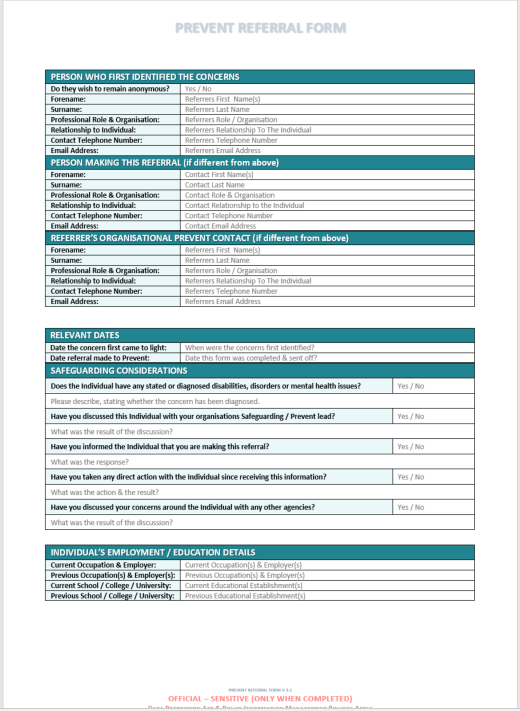 PREVENT REFERRAL FORM
PERSON WHO FIRST IDENTIFIED THE CONCERNS
Do they wish to remain anonymous? Yes / No
Forename: Referrers First Name(s)
Surname: Referrers Last Name
Professional Role & Organisation: Referrers Role / Organisation
Relationship to Individual: Referrers Relationship To The Individual
Contact Telephone Number: Referrers Telephone Number
Email Address: Referrers Email Address
PERSON MAKING THIS REFERRAL (if different from above)
Forename: Contact First Name(s)
Surname: Contact Last Name
Professional Role & Organisation: Contact Role & Organisation
Relationship to Individual: Contact Relationship to the Individual
Contact Telephone Number: Contact Telephone Number
Email Address: Contact Email Address
REFERRER'S ORGANISATIONAL PREVENT CONTACT (if different from above)
Forename: Referrers First Name(s)
Surname: Referrers Last Name
Professional Role & Organisation: Referrers Role / Organisation
Relationship to Individual: Referrers Relationship To The Individual
Contact Telephone Number: Referrers Telephone Number
Email Address: Referrers Email Address
RELEVANT DATES
Date the concern first came to light: When were the concerns first identified?
Date referral made to Prevent: Date this form was completed & sent off?
SAFEGUARDING CONSIDERATIONS
Does the Individual have any stated or diagnosed disabilities, disorders or mental health issues? Yes / No
Please describe, stating whether the concern has been diagnosed.
Have you discussed this Individual with your organisations Safeguarding / Prevent lead? Yes / No
What was the result of the discussion?
Have you informed the Individual that you are making this referral? Yes / No
What was the response?
Have you taken any direct action with the Individual since receiving this information? Yes / No
What was the action & the result?
Have you discussed your concerns around the Individual with any other agencies? Yes / No
What was the result of the discussion?
INDIVIDUAL'S EMPLOYMENT / EDUCATION DETAILS
Current Occupation & Employer: Current Occupation(s) & Employer(s)
Previous Occupation(s) & Employer(s): Previous Occupation(s) & Employer(s)
Current School / College / University: Current Educational Establishment(s)
Previous School / College / University: Previous Educational Establishment(s)
PREVENT REFERRAL FORM V 3.1
OFFICIAL – SENSITIVE (ONLY WHEN COMPLETED)